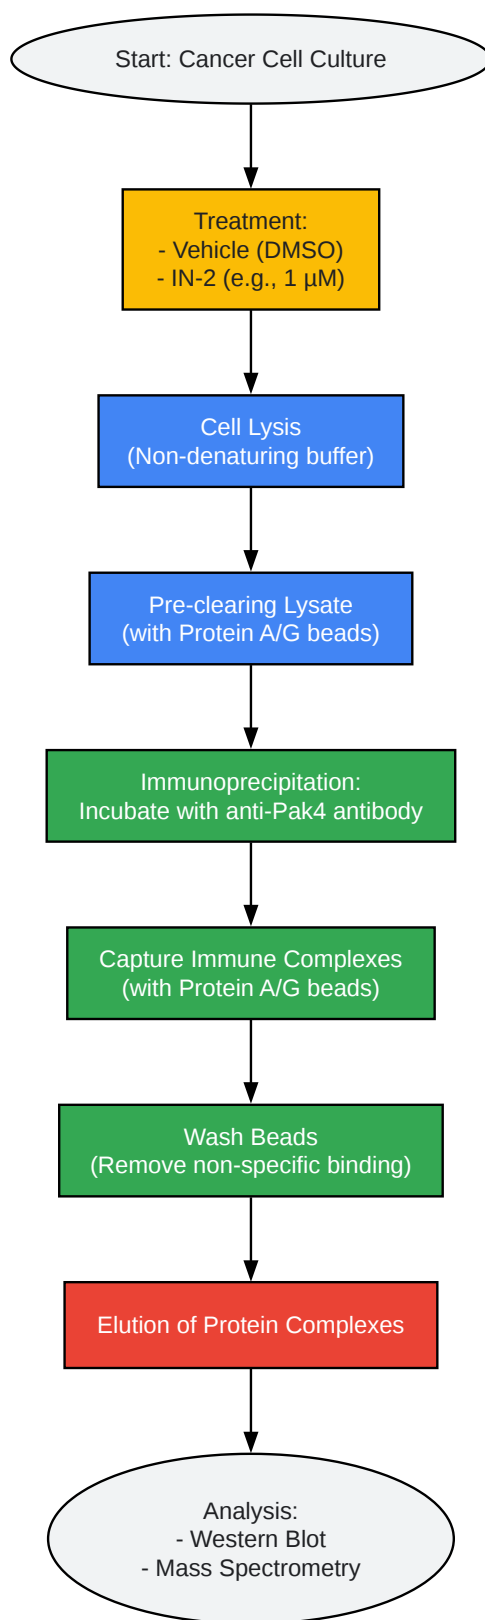 Start: Cancer Cell Culture
Treatment:
- Vehicle (DMSO)
- IN-2 (e.g., 1 µM)
Cell Lysis
(Non-denaturing buffer)
Pre-clearing Lysate
(with Protein A/G beads)
Immunoprecipitation:
Incubate with anti-Pak4 antibody
Capture Immune Complexes
(with Protein A/G beads)
Wash Beads
(Remove non-specific binding)
Elution of Protein Complexes
Analysis:
- Western Blot
- Mass Spectrometry